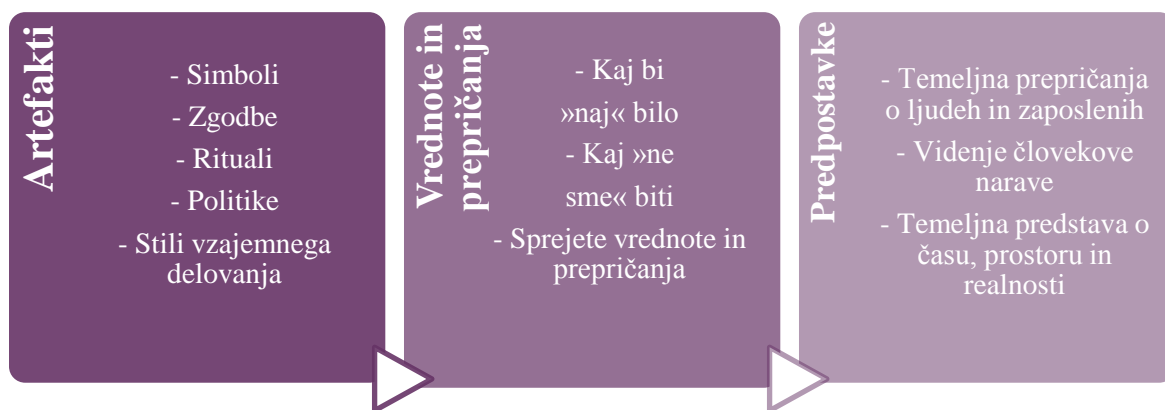 Artefakti
- Simboli
- Zgodbe
- Rituali
- Politike
- Stili vzajemnega
delovanja
Vrednote in
prepričanja
- Kaj bi
»naj« bilo
- Kaj »ne
sme« biti
- Sprejete vrednote in
prepričanja
Predpostavke
- Temeljna prepričanja
o ljudeh in zaposlenih
- Videnje človekove
narave
- Temeljna predstava o
času, prostoru in
realnosti